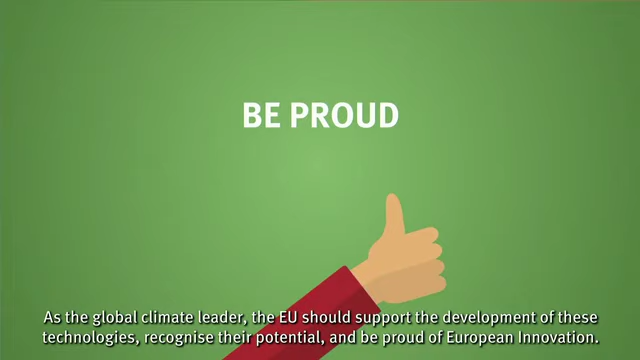 BE PROUD
As the global climate leader, the EU should support the development of these
technologies, recognise their potential, and be proud of European Innovation.